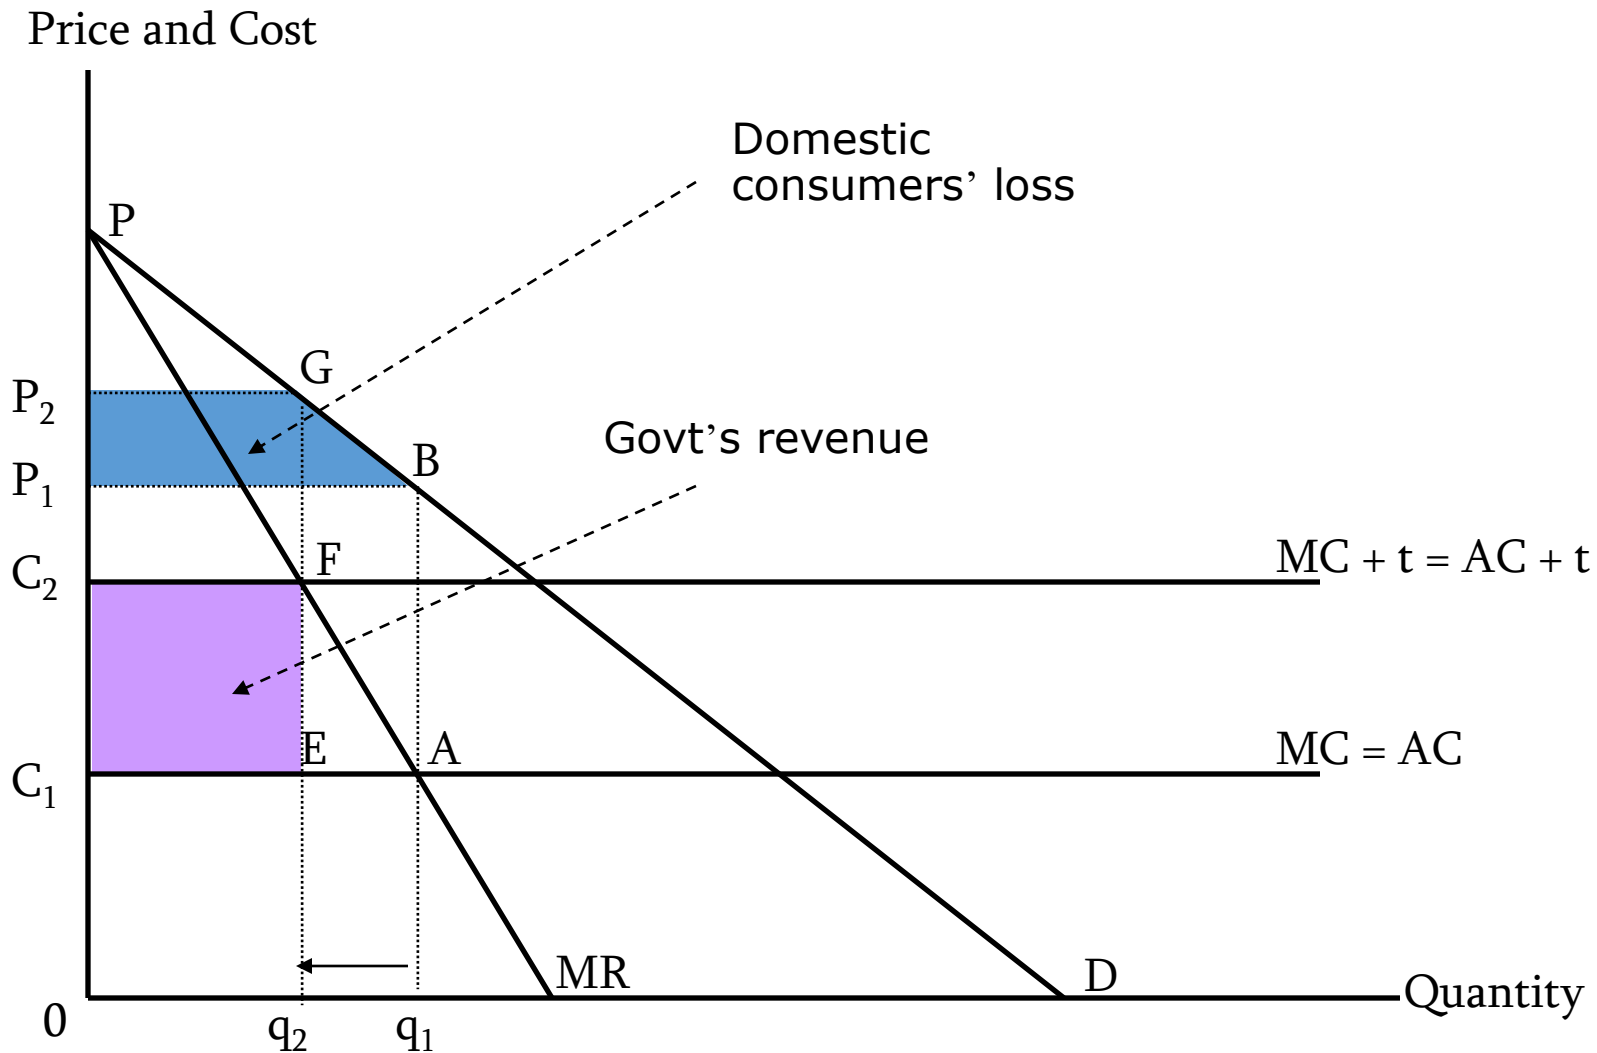 Price and Cost
Domestic
consumers’ loss
P
G
P₂
Govt’s revenue
B
P₁
F
MC + t = AC + t
C₂
E
A
MC = AC
C₁
MR
D
Quantity
0
q₂
q₁